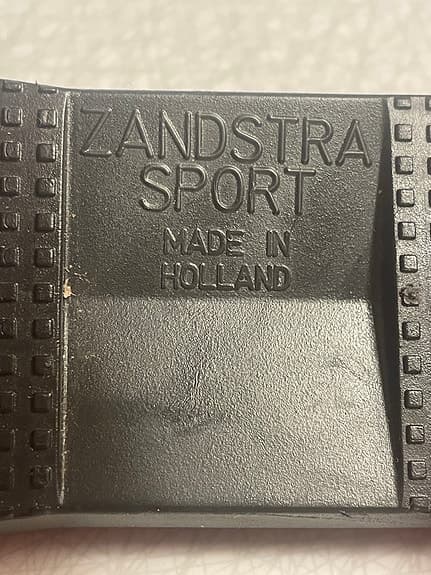 ZANDSTRA
SPORT
MADE IN
HOLLAND